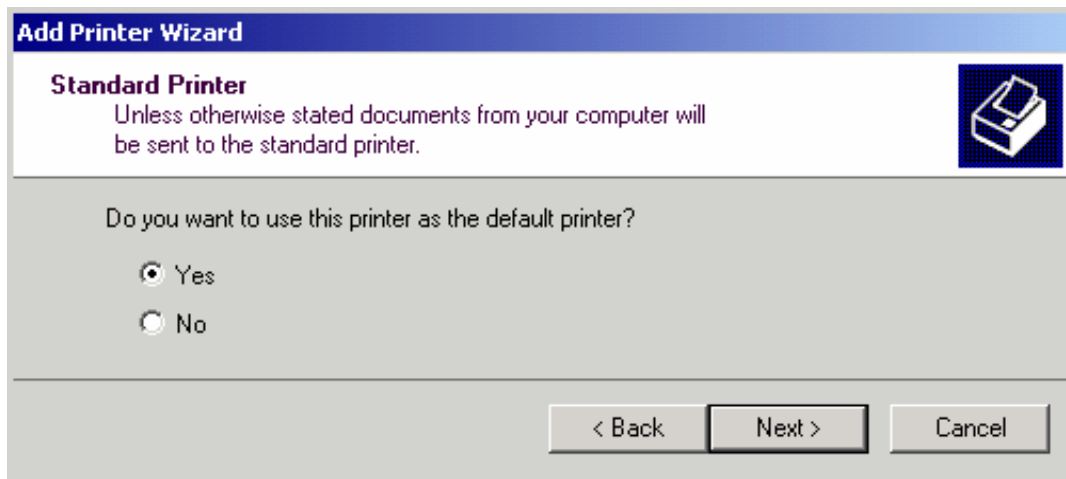 Add Printer Wizard
Standard Printer
Unless otherwise stated documents from your computer will
be sent to the standard printer.
Do you want to use this printer as the default printer?
Yes
No
< Back Next > Cancel